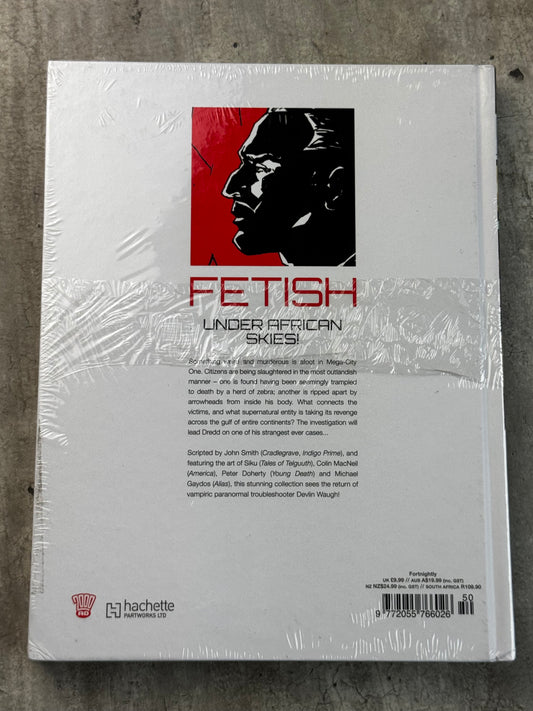 FETISH
UNDER AFRICAN
SKIES!
Something and murderous is afoot in Mega-City
One. Citizens are being slaughtered in the most outlandish
manner – one is found having been seemingly trampled
to death by a herd of zebra; another is ripped apart by
arrowheads from inside his body. What connects the
victims, and what supernatural entity is taking its revenge
across the gulf of entire continents? The investigation will
lead Dredd on one of his strangest ever cases...
Scripted by John Smith (Cradlegrave, Indigo Prime), and
featuring the art of Siku (Tales of Telguuth), Colin MacNeil
(America), Peter Doherty (Young Death) and Michael
Gaydos (Alias), this stunning collection sees the return of
vampiric paranormal troubleshooter Devlin Waugh!
Fortnightly
UK £9.99 // AUS A$19.99 (inc. GST)
NZ NZ$24.99 (inc. GST) // SOUTH AFRICA R109.90
50
2000
AD
hachette
PARTWORKS LTD
9 772055 766026